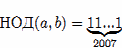 НОД(a, b) = 11...1
2007